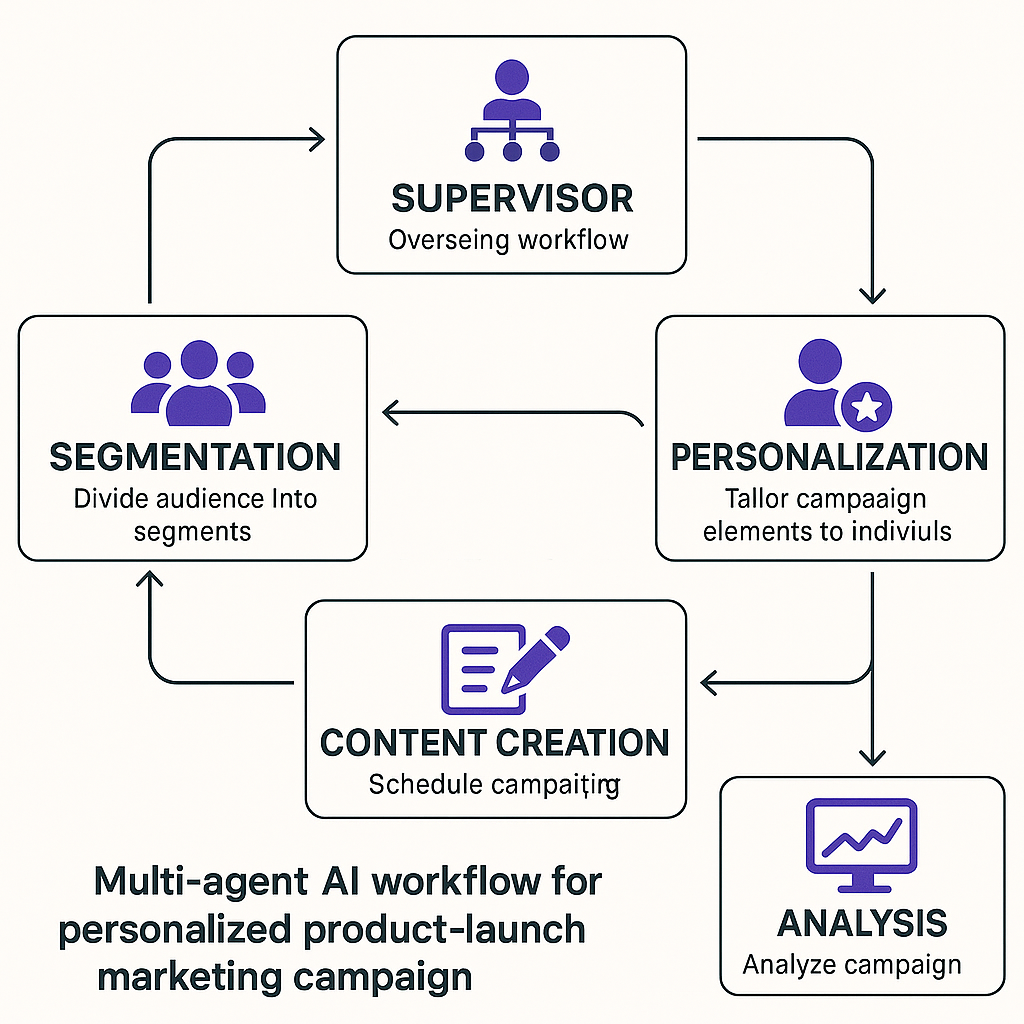 SUPERVISOR
Overseing workflow
SEGMENTATION
Divide audience Into
segments
PERSONALIZATION
Tallor campaaign
elements to indiviuls
CONTENT CREATION
Schedule
ANALYSIS
Analyze campaign
Multi-agent AI workflow for
personalized product-launch
marketing campaign